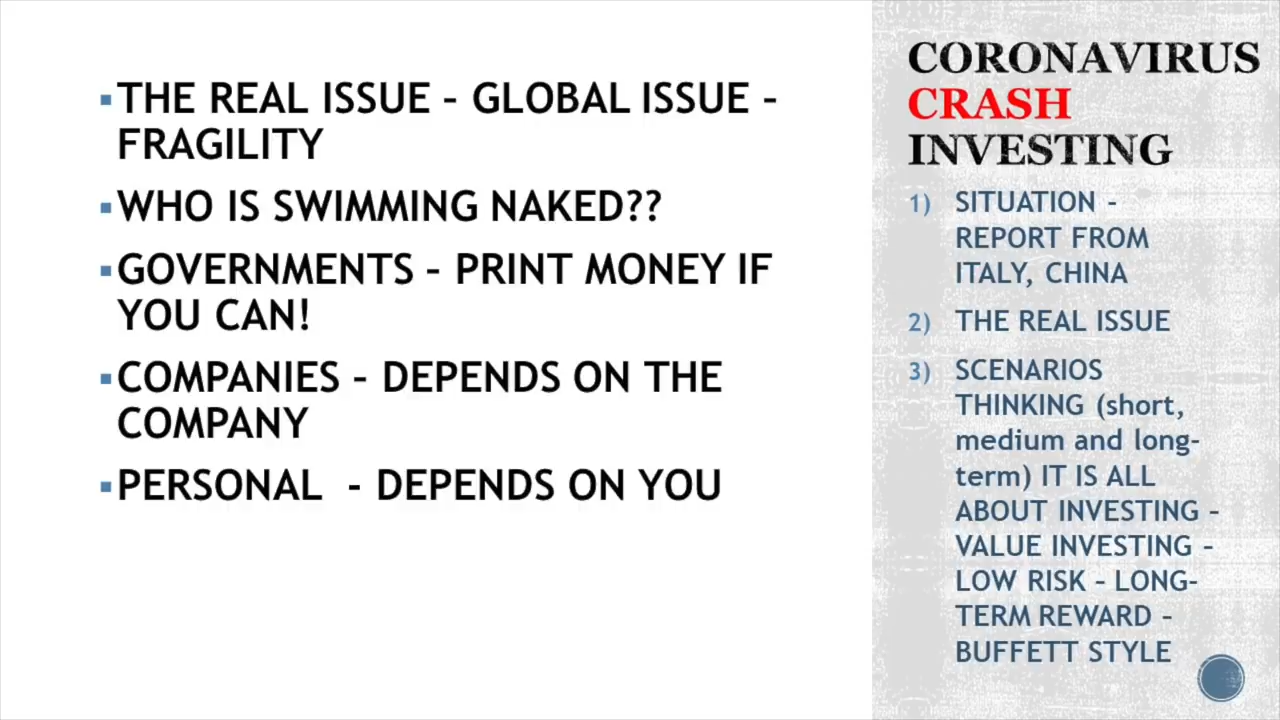 ▪THE REAL ISSUE – GLOBAL ISSUE –
FRAGILITY
▪WHO IS SWIMMING NAKED??
▪GOVERNMENTS – PRINT MONEY IF
YOU CAN!
▪COMPANIES – DEPENDS ON THE
COMPANY
▪PERSONAL - DEPENDS ON YOU
CORONAVIRUS
CRASH
INVESTING
1) SITUATION -
REPORT FROM
ITALY, CHINA
2) THE REAL ISSUE
3) SCENARIOS
THINKING (short,
medium and long-
term) IT IS ALL
ABOUT INVESTING –
VALUE INVESTING –
LOW RISK – LONG-
TERM REWARD –
BUFFETT STYLE